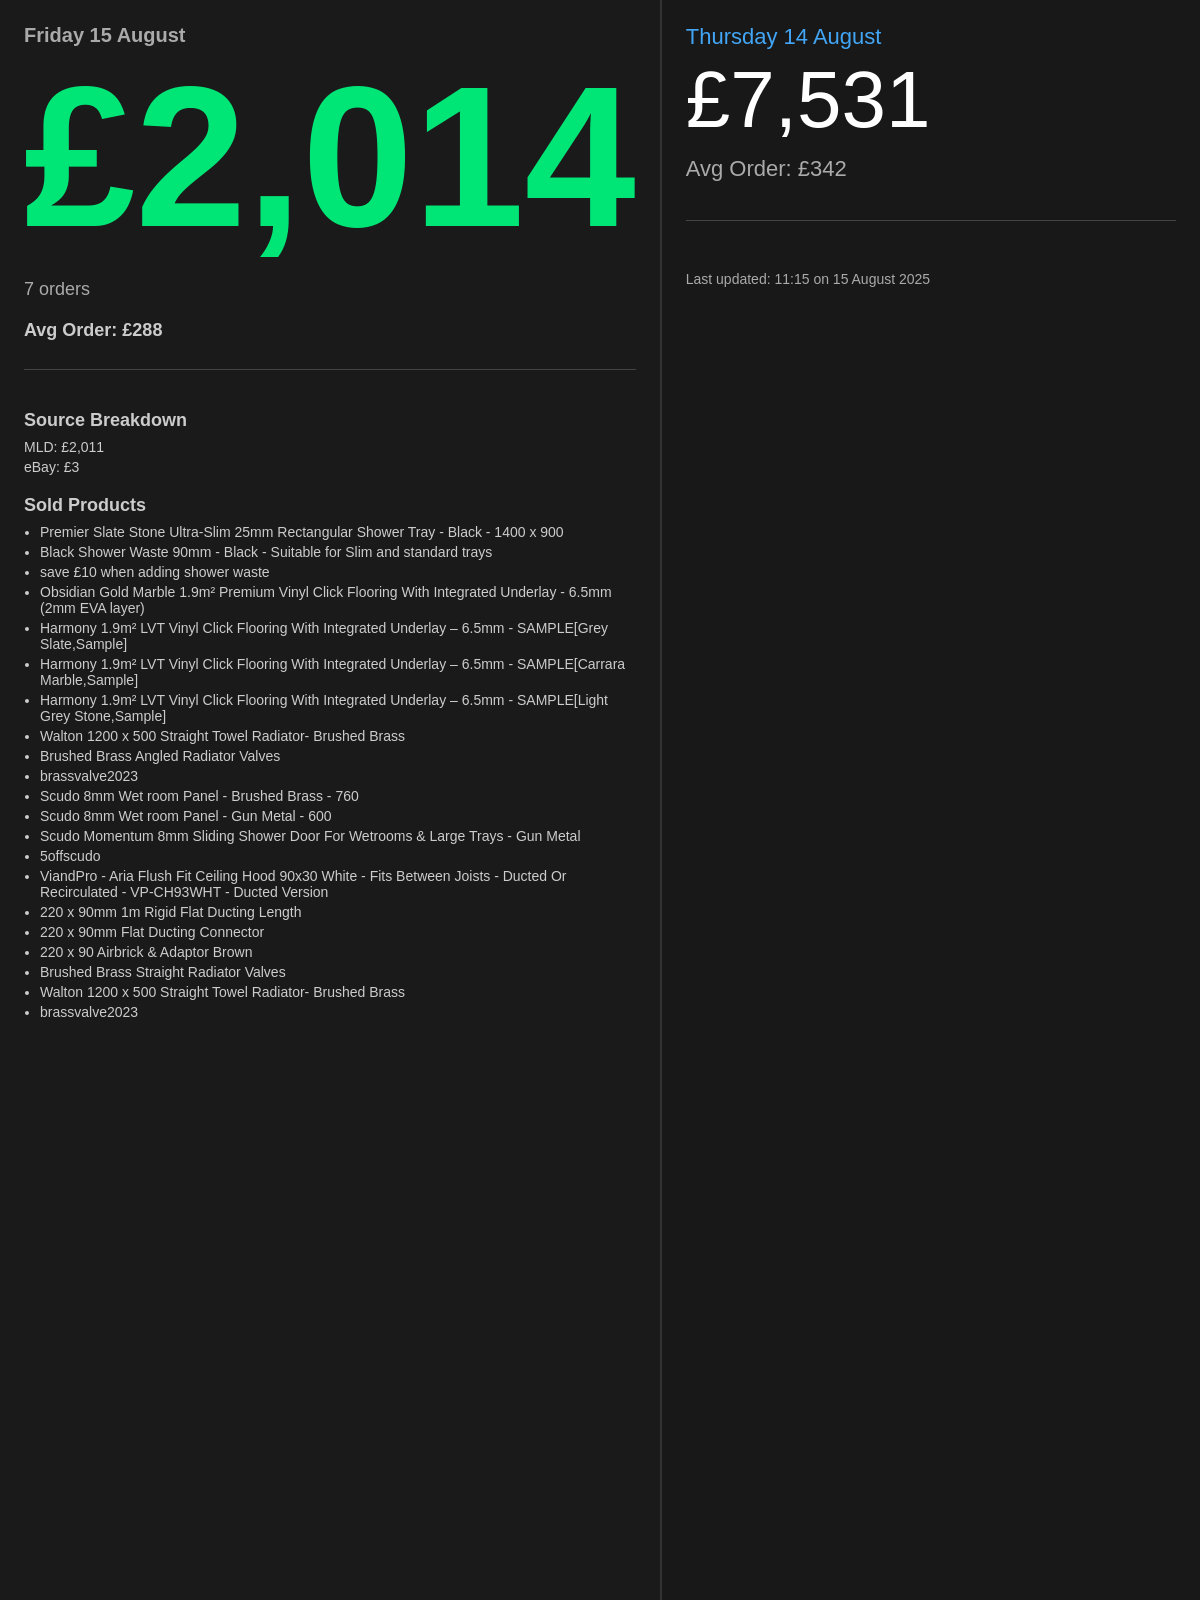 Friday 15 August
£2,014
7 orders
Avg Order: £288
Source Breakdown
MLD: £2,011
eBay: £3
Sold Products
• Premier Slate Stone Ultra-Slim 25mm Rectangular Shower Tray - Black - 1400 x 900
• Black Shower Waste 90mm - Black - Suitable for Slim and standard trays
• save £10 when adding shower waste
• Obsidian Gold Marble 1.9m² Premium Vinyl Click Flooring With Integrated Underlay - 6.5mm
(2mm EVA layer)
• Harmony 1.9m² LVT Vinyl Click Flooring With Integrated Underlay – 6.5mm - SAMPLE[Grey
Slate,Sample]
• Harmony 1.9m² LVT Vinyl Click Flooring With Integrated Underlay – 6.5mm - SAMPLE[Carrara
Marble,Sample]
• Harmony 1.9m² LVT Vinyl Click Flooring With Integrated Underlay – 6.5mm - SAMPLE[Light
Grey Stone,Sample]
• Walton 1200 x 500 Straight Towel Radiator- Brushed Brass
• Brushed Brass Angled Radiator Valves
• brassvalve2023
• Scudo 8mm Wet room Panel - Brushed Brass - 760
• Scudo 8mm Wet room Panel - Gun Metal - 600
• Scudo Momentum 8mm Sliding Shower Door For Wetrooms & Large Trays - Gun Metal
• 5offscudo
• ViandPro - Aria Flush Fit Ceiling Hood 90x30 White - Fits Between Joists - Ducted Or
Recirculated - VP-CH93WHT - Ducted Version
• 220 x 90mm 1m Rigid Flat Ducting Length
• 220 x 90mm Flat Ducting Connector
• 220 x 90 Airbrick & Adaptor Brown
• Brushed Brass Straight Radiator Valves
• Walton 1200 x 500 Straight Towel Radiator- Brushed Brass
• brassvalve2023
Thursday 14 August
£7,531
Avg Order: £342
Last updated: 11:15 on 15 August 2025